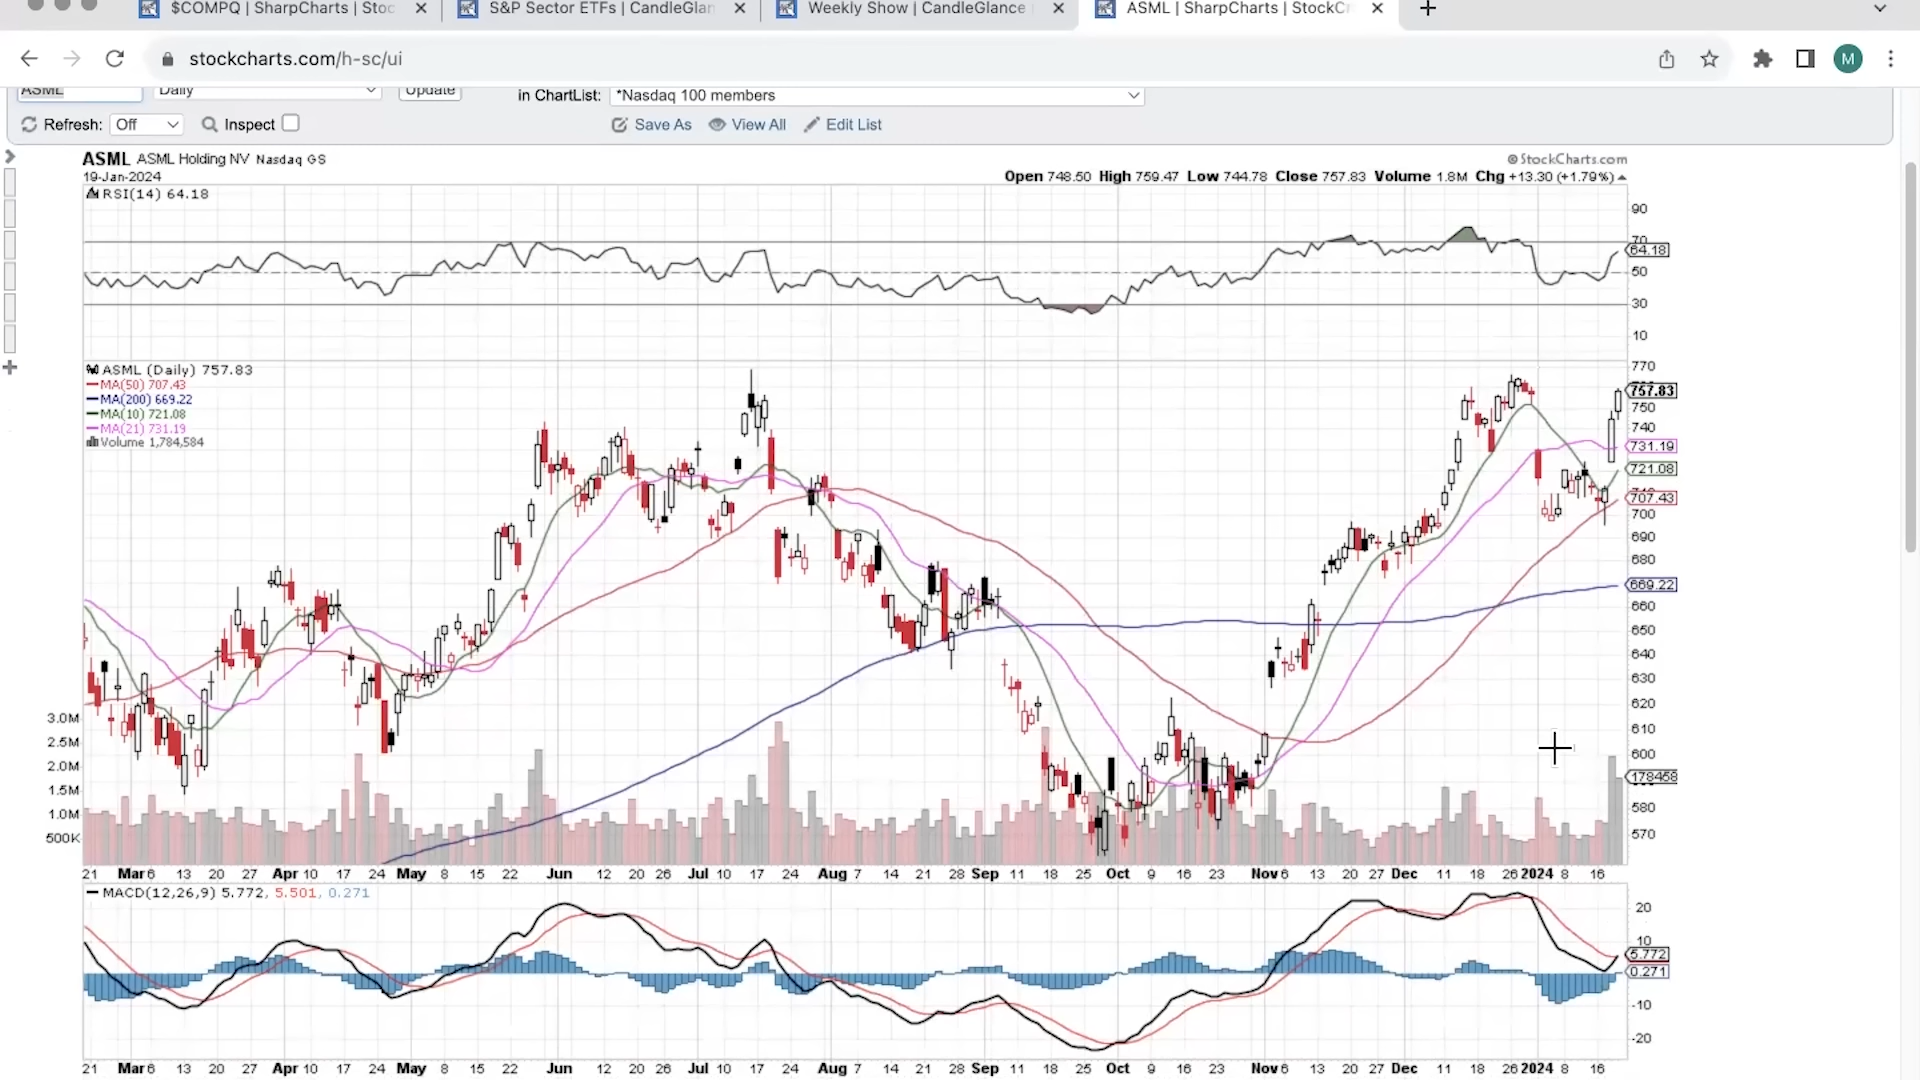 $COMPQ | SharpCharts | Stoc
S&P Sector ETFs | CandleGlan
Weekly Show | CandleGlance
ASML | SharpCharts | StockC
stockcharts.com/h-sc/ui
M
ASML
Daily
Update
in ChartList:
*Nasdaq 100 members
Refresh: Off
Inspect
Save As
View All
Edit List
ASML ASML Holding NV Nasdaq GS
© StockCharts.com
19-Jan-2024
Open 748.50 High 759.47 Low 744.78 Close 757.83 Volume 1.8M Chg +13.30 (+1.79%)
RSI(14) 64.18
90
70
64.18
50
30
10
ASML (Daily) 757.83
MA(50) 707.43
MA(200) 669.22
MA(10) 721.08
MA(21) 731.19
Volume 1,784,584
770
757.83
750
740
731.19
721.08
707.43
700
690
680
669.22
660
650
640
630
620
610
600
178458
580
570
3.0M
2.5M
2.0M
1.5M
1.0M
500K
21 Mar 6 13 20 27 Apr 10 17 24 May 8 15 22 Jun 12 20 26 Jul 10 17 24 Aug 7 14 21 28 Sep 11 18 25 Oct 9 16 23 Nov 6 13 20 27 Dec 11 18 26 2024 8 16
MACD(12,26,9) 5.772, 5.501, 0.271
20
10
5.772
0.271
-10
-20
21 Mar 6 13 20 27 Apr 10 17 24 May 8 15 22 Jun 12 20 26 Jul 10 17 24 Aug 7 14 21 28 Sep 11 18 25 Oct 9 16 23 Nov 6 13 20 27 Dec 11 18 26 2024 8 16